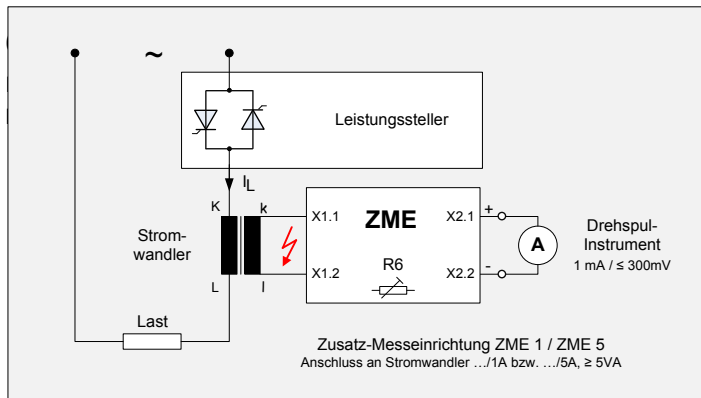 ~
Leistungssteller
IL
K
k
X1.1
ZME
X2.1
+
Strom-
wandler
A
Drehspul-
Instrument
1 mA / ≤ 300mV
R6
X1.2
X2.2
-
L
l
Last
Zusatz-Messeinrichtung ZME 1 / ZME 5
Anschluss an Stromwandler …/1A bzw. …/5A, ≥ 5VA